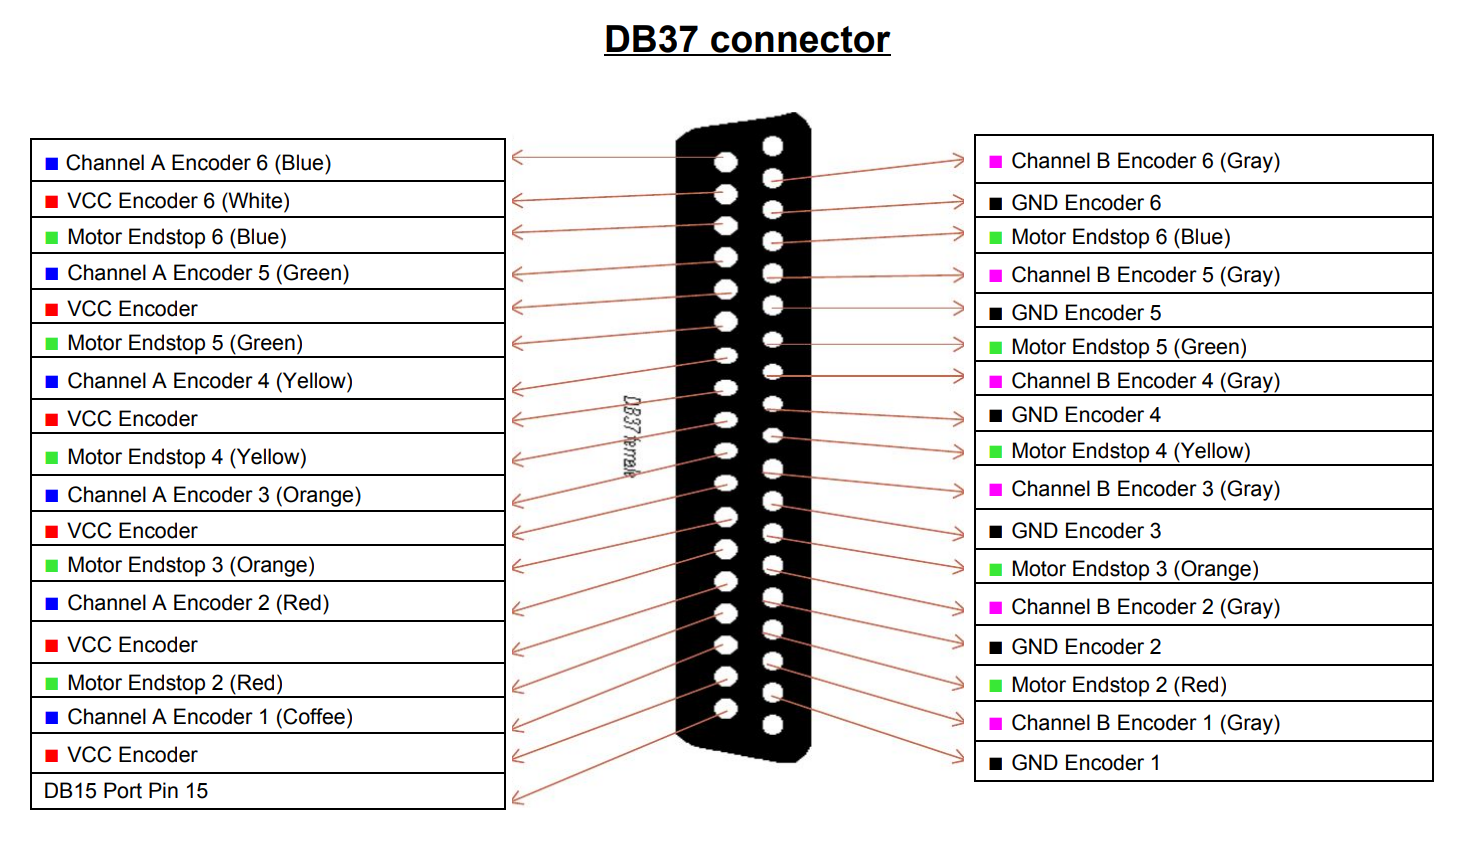 DB37 connector
Channel A Encoder 6 (Blue)
VCC Encoder 6 (White)
Motor Endstop 6 (Blue)
Channel A Encoder 5 (Green)
VCC Encoder
Motor Endstop 5 (Green)
Channel A Encoder 4 (Yellow)
VCC Encoder
Motor Endstop 4 (Yellow)
Channel A Encoder 3 (Orange)
VCC Encoder
Motor Endstop 3 (Orange)
Channel A Encoder 2 (Red)
VCC Encoder
Motor Endstop 2 (Red)
Channel A Encoder 1 (Coffee)
VCC Encoder
DB15 Port Pin 15
DB37 female
Channel B Encoder 6 (Gray)
GND Encoder 6
Motor Endstop 6 (Blue)
Channel B Encoder 5 (Gray)
GND Encoder 5
Motor Endstop 5 (Green)
Channel B Encoder 4 (Gray)
GND Encoder 4
Motor Endstop 4 (Yellow)
Channel B Encoder 3 (Gray)
GND Encoder 3
Motor Endstop 3 (Orange)
Channel B Encoder 2 (Gray)
GND Encoder 2
Motor Endstop 2 (Red)
Channel B Encoder 1 (Gray)
GND Encoder 1